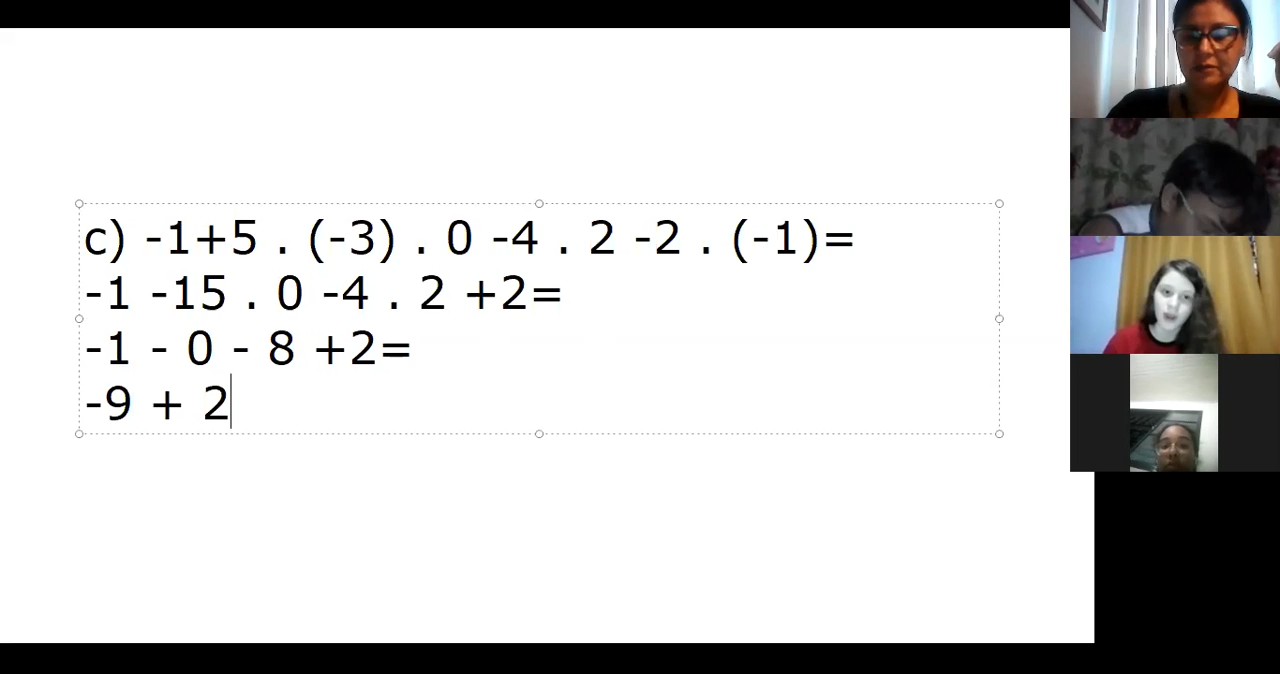 c) -1+5 . (-3) . 0 -4 . 2 -2 . (-1)=
-1 -15 . 0 -4 . 2 +2=
-1 - 0 - 8 +2=
-9 + 2